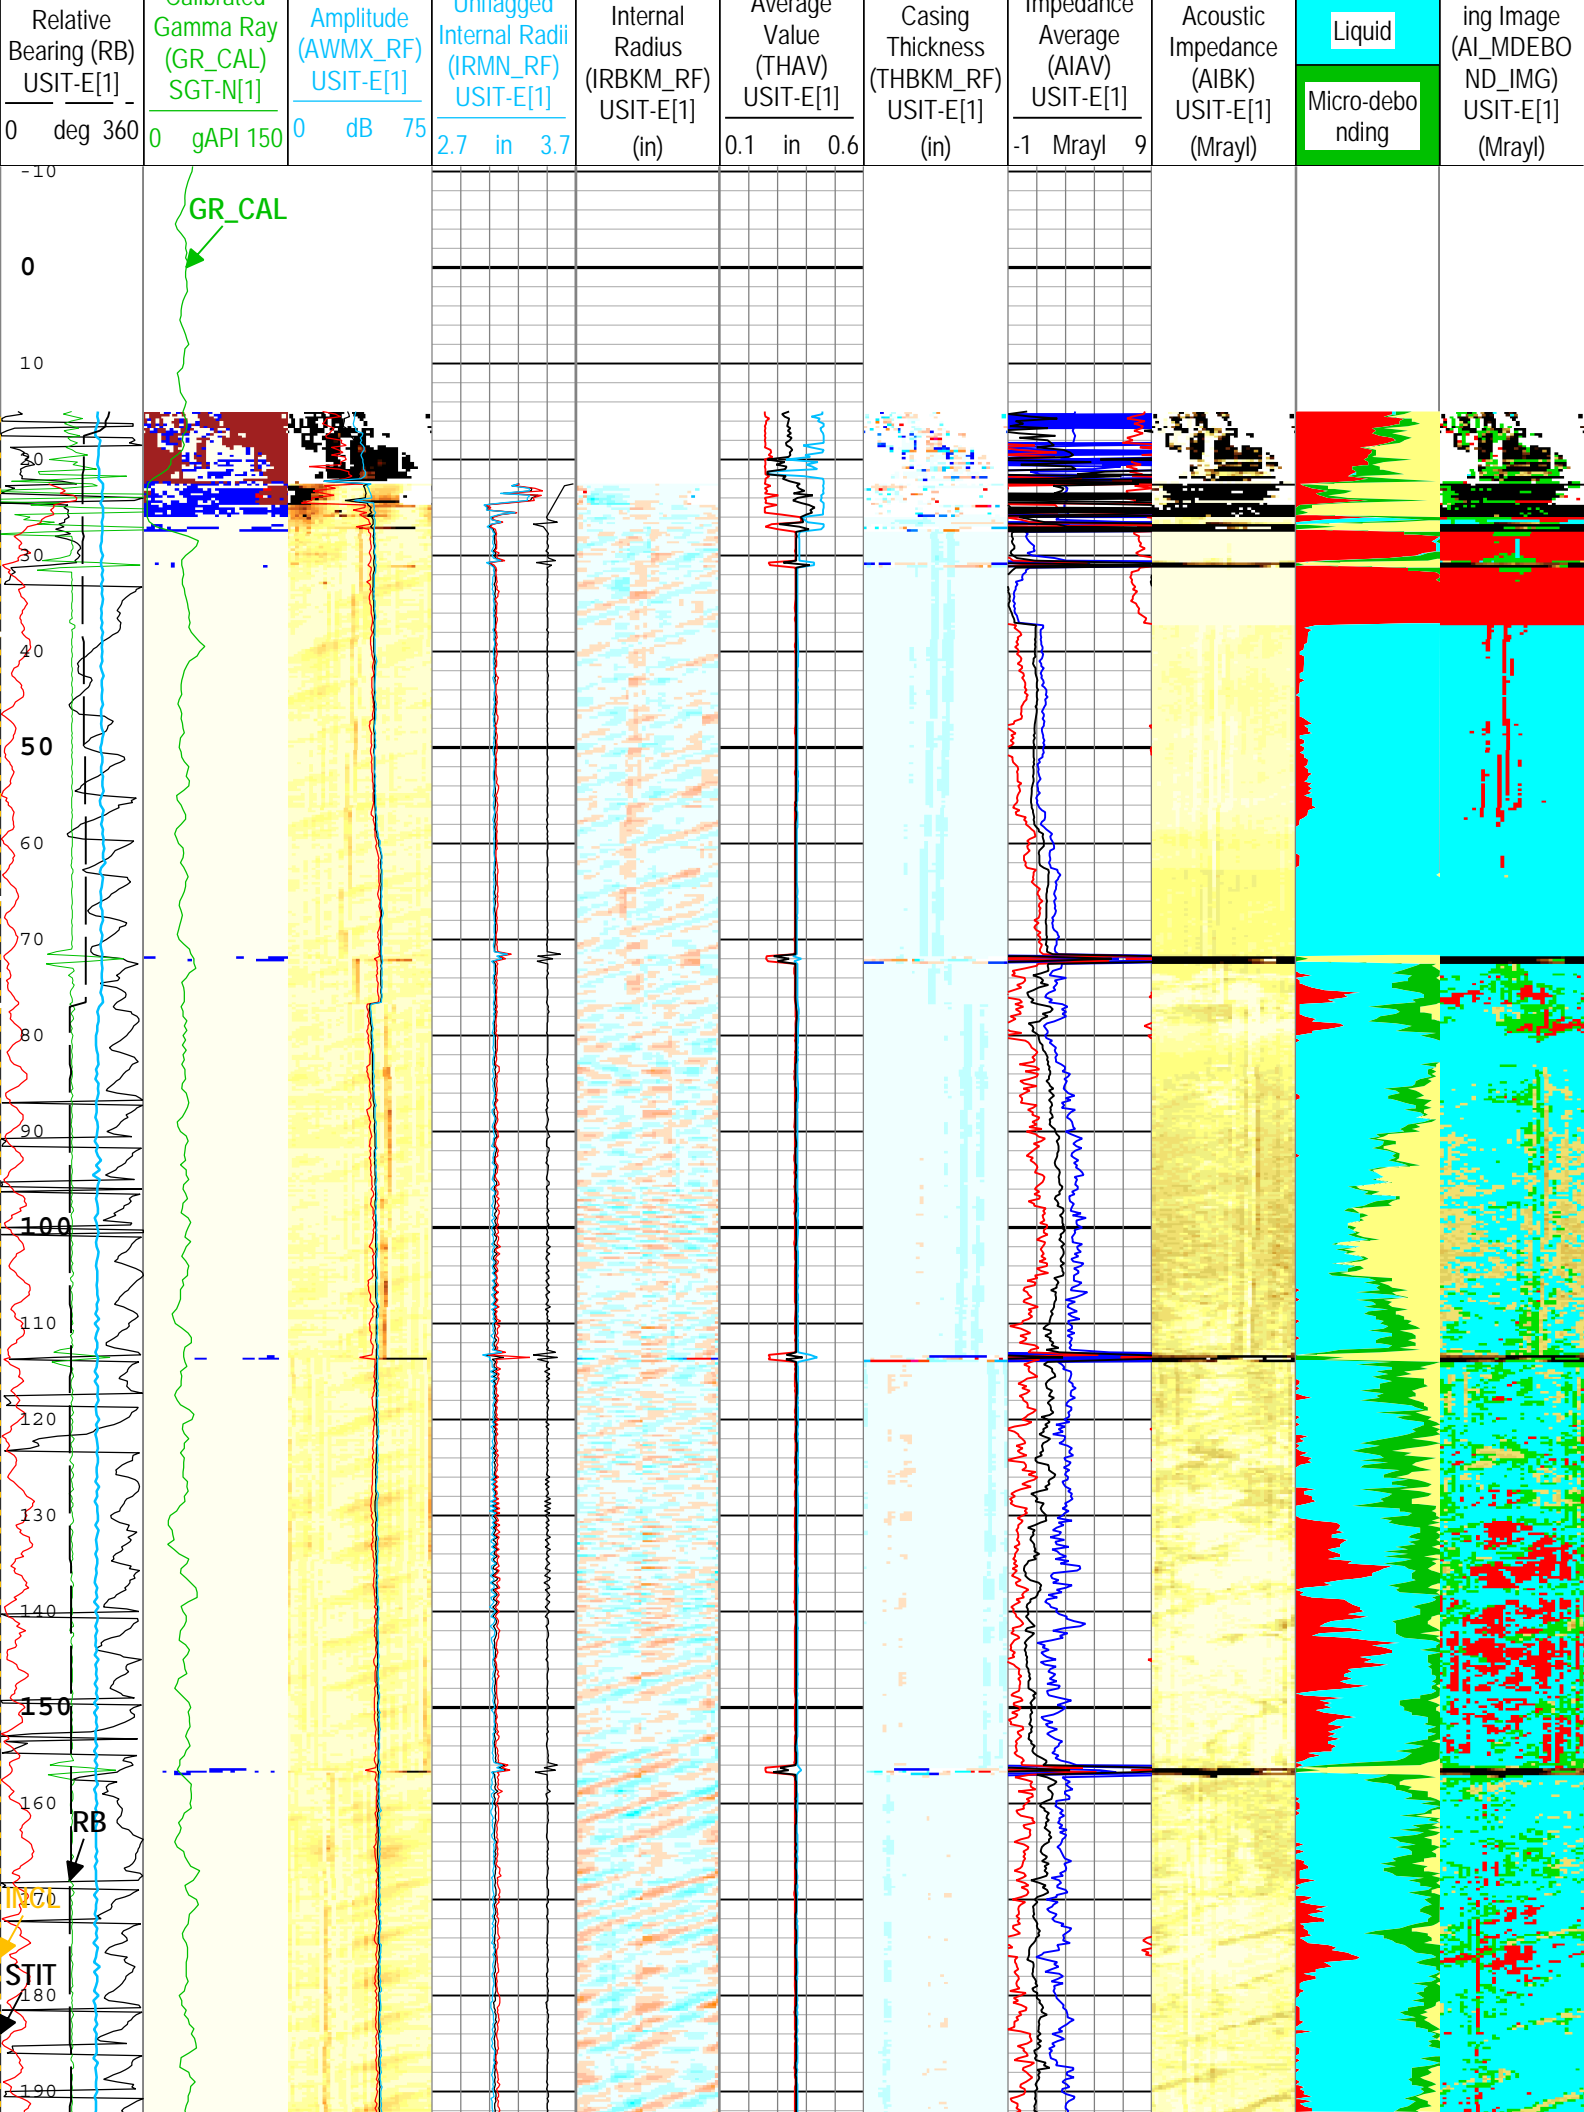 Relative
Bearing (RB)
USIT-E[1]
0 deg 360
Calibrated
Gamma Ray
(GR_CAL)
SGT-N[1]
0 gAPI 150
Amplitude
(AWMX_RF)
USIT-E[1]
0 dB 75
Unflagged
Internal Radii
(IRMN_RF)
USIT-E[1]
2.7 in 3.7
Internal
Radius
(IRBKM_RF)
USIT-E[1]
(in)
Average
Value
(THAV)
USIT-E[1]
0.1 in 0.6
Casing
Thickness
(THBKM_RF)
USIT-E[1]
(in)
Impedance
Average
(AIAV)
USIT-E[1]
-1 Mrayl 9
Acoustic
Impedance
(AIBK)
USIT-E[1]
(Mrayl)
Liquid
Micro-debo
nding
ing Image
(AI_MDEBO
ND_IMG)
USIT-E[1]
(Mrayl)
-10
GR_CAL
0
10
20
30
40
50
60
70
80
90
100
110
120
130
140
150
160
RB
INCL
170
STIT
180
190